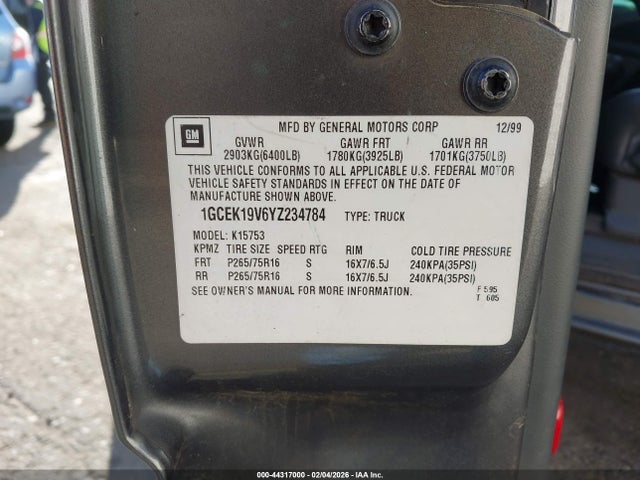 GM
MFD BY GENERAL MOTORS CORP 12/99
GVWR GAWR FRT GAWR RR
2903KG(6400LB) 1780KG(3925LB) 1701KG(3750LB)
THIS VEHICLE CONFORMS TO ALL APPLICABLE U.S. FEDERAL MOTOR
VEHICLE SAFETY STANDARDS IN EFFECT ON THE DATE OF
MANUFACTURE SHOWN ABOVE.
1GCEK19V6YZ234784 TYPE: TRUCK
MODEL: K15753
KPMZ TIRE SIZE SPEED RTG RIM COLD TIRE PRESSURE
FRT P265/75R16 S 16X7/6.5J 240KPA(35PSI)
RR P265/75R16 S 16X7/6.5J 240KPA(35PSI)
SEE OWNER'S MANUAL FOR MORE INFORMATION.
F 595
T 605
000-44317000 - 02/04/2026 - IAAI.COM